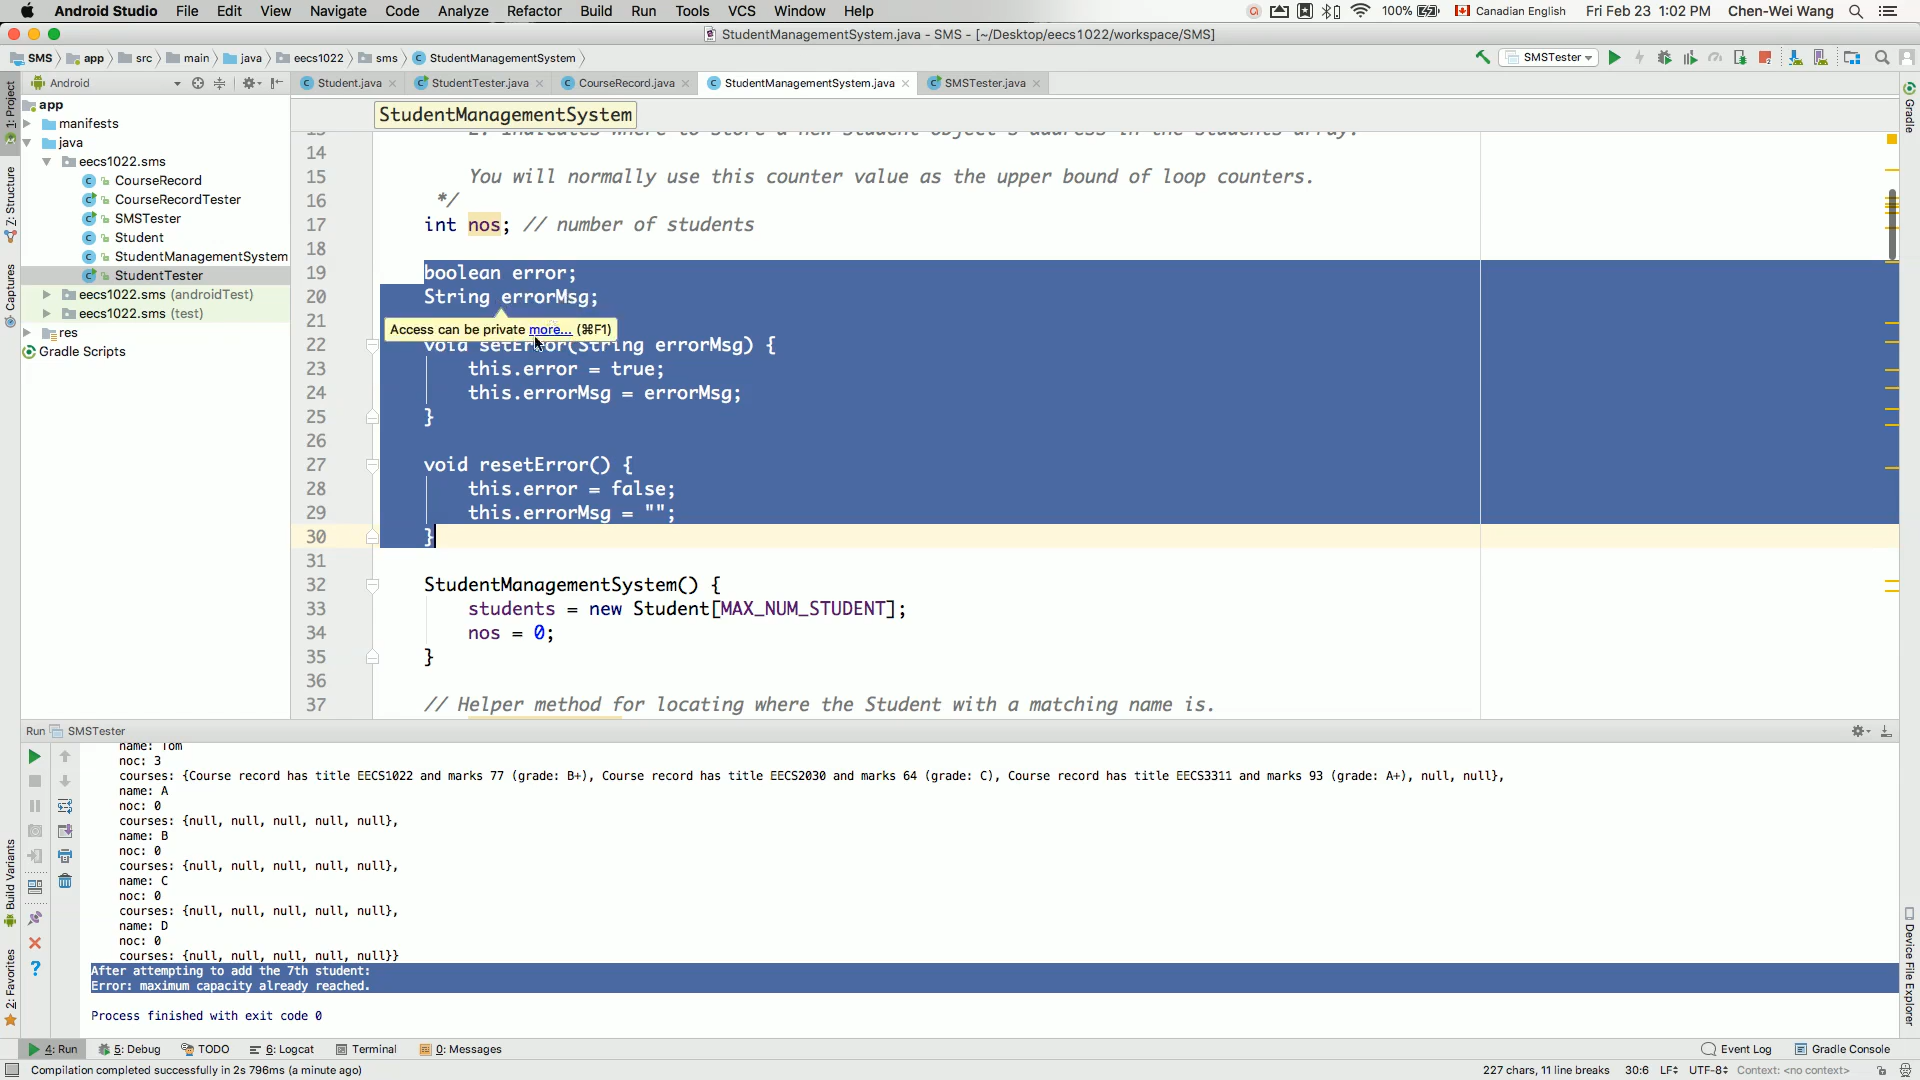 Android Studio File Edit View Navigate Code Analyze Refactor Build Run Tools VCS Window Help 100% Canadian English Fri Feb 23 1:02 PM Chen-Wei Wang
StudentManagementSystem.java - SMS - [~/Desktop/eecs1022/workspace/SMS]
SMS app src main java eecs1022 sms StudentManagementSystem SMSTester
Android Student.java StudentTester.java CourseRecord.java StudentManagementSystem.java SMSTester.java
1: Project
Z: Structure
Captures
Build Variants
2: Favorites
Gradle
Device File Explorer
app
manifests
java
eecs1022.sms
CourseRecord
CourseRecordTester
SMSTester
Student
StudentManagementSystem
StudentTester
eecs1022.sms (androidTest)
eecs1022.sms (test)
res
Gradle Scripts
StudentManagementSystem
13 2. Indicates where to store a new student object's address in the students array.
14
15 You will normally use this counter value as the upper bound of loop counters.
16 */
17 int nos; // number of students
18
19 boolean error;
20 String errorMsg;
21
Access can be private more... (⌘F1)
22 void setError(String errorMsg) {
23 this.error = true;
24 this.errorMsg = errorMsg;
25 }
26
27 void resetError() {
28 this.error = false;
29 this.errorMsg = "";
30 }
31
32 StudentManagementSystem() {
33 students = new Student[MAX_NUM_STUDENT];
34 nos = 0;
35 }
36
37 // Helper method for locating where the Student with a matching name is.
Run SMSTester
name: Tom
noc: 3
courses: {Course record has title EECS1022 and marks 77 (grade: B+), Course record has title EECS2030 and marks 64 (grade: C), Course record has title EECS3311 and marks 93 (grade: A+), null, null},
name: A
noc: 0
courses: {null, null, null, null, null},
name: B
noc: 0
courses: {null, null, null, null, null},
name: C
noc: 0
courses: {null, null, null, null, null},
name: D
noc: 0
courses: {null, null, null, null, null}}
After attempting to add the 7th student:
Error: maximum capacity already reached.
Process finished with exit code 0
4: Run 5: Debug TODO 6: Logcat Terminal 0: Messages Event Log Gradle Console
Compilation completed successfully in 2s 796ms (a minute ago) 227 chars, 11 line breaks 30:6 LF UTF-8 Context: <no context>